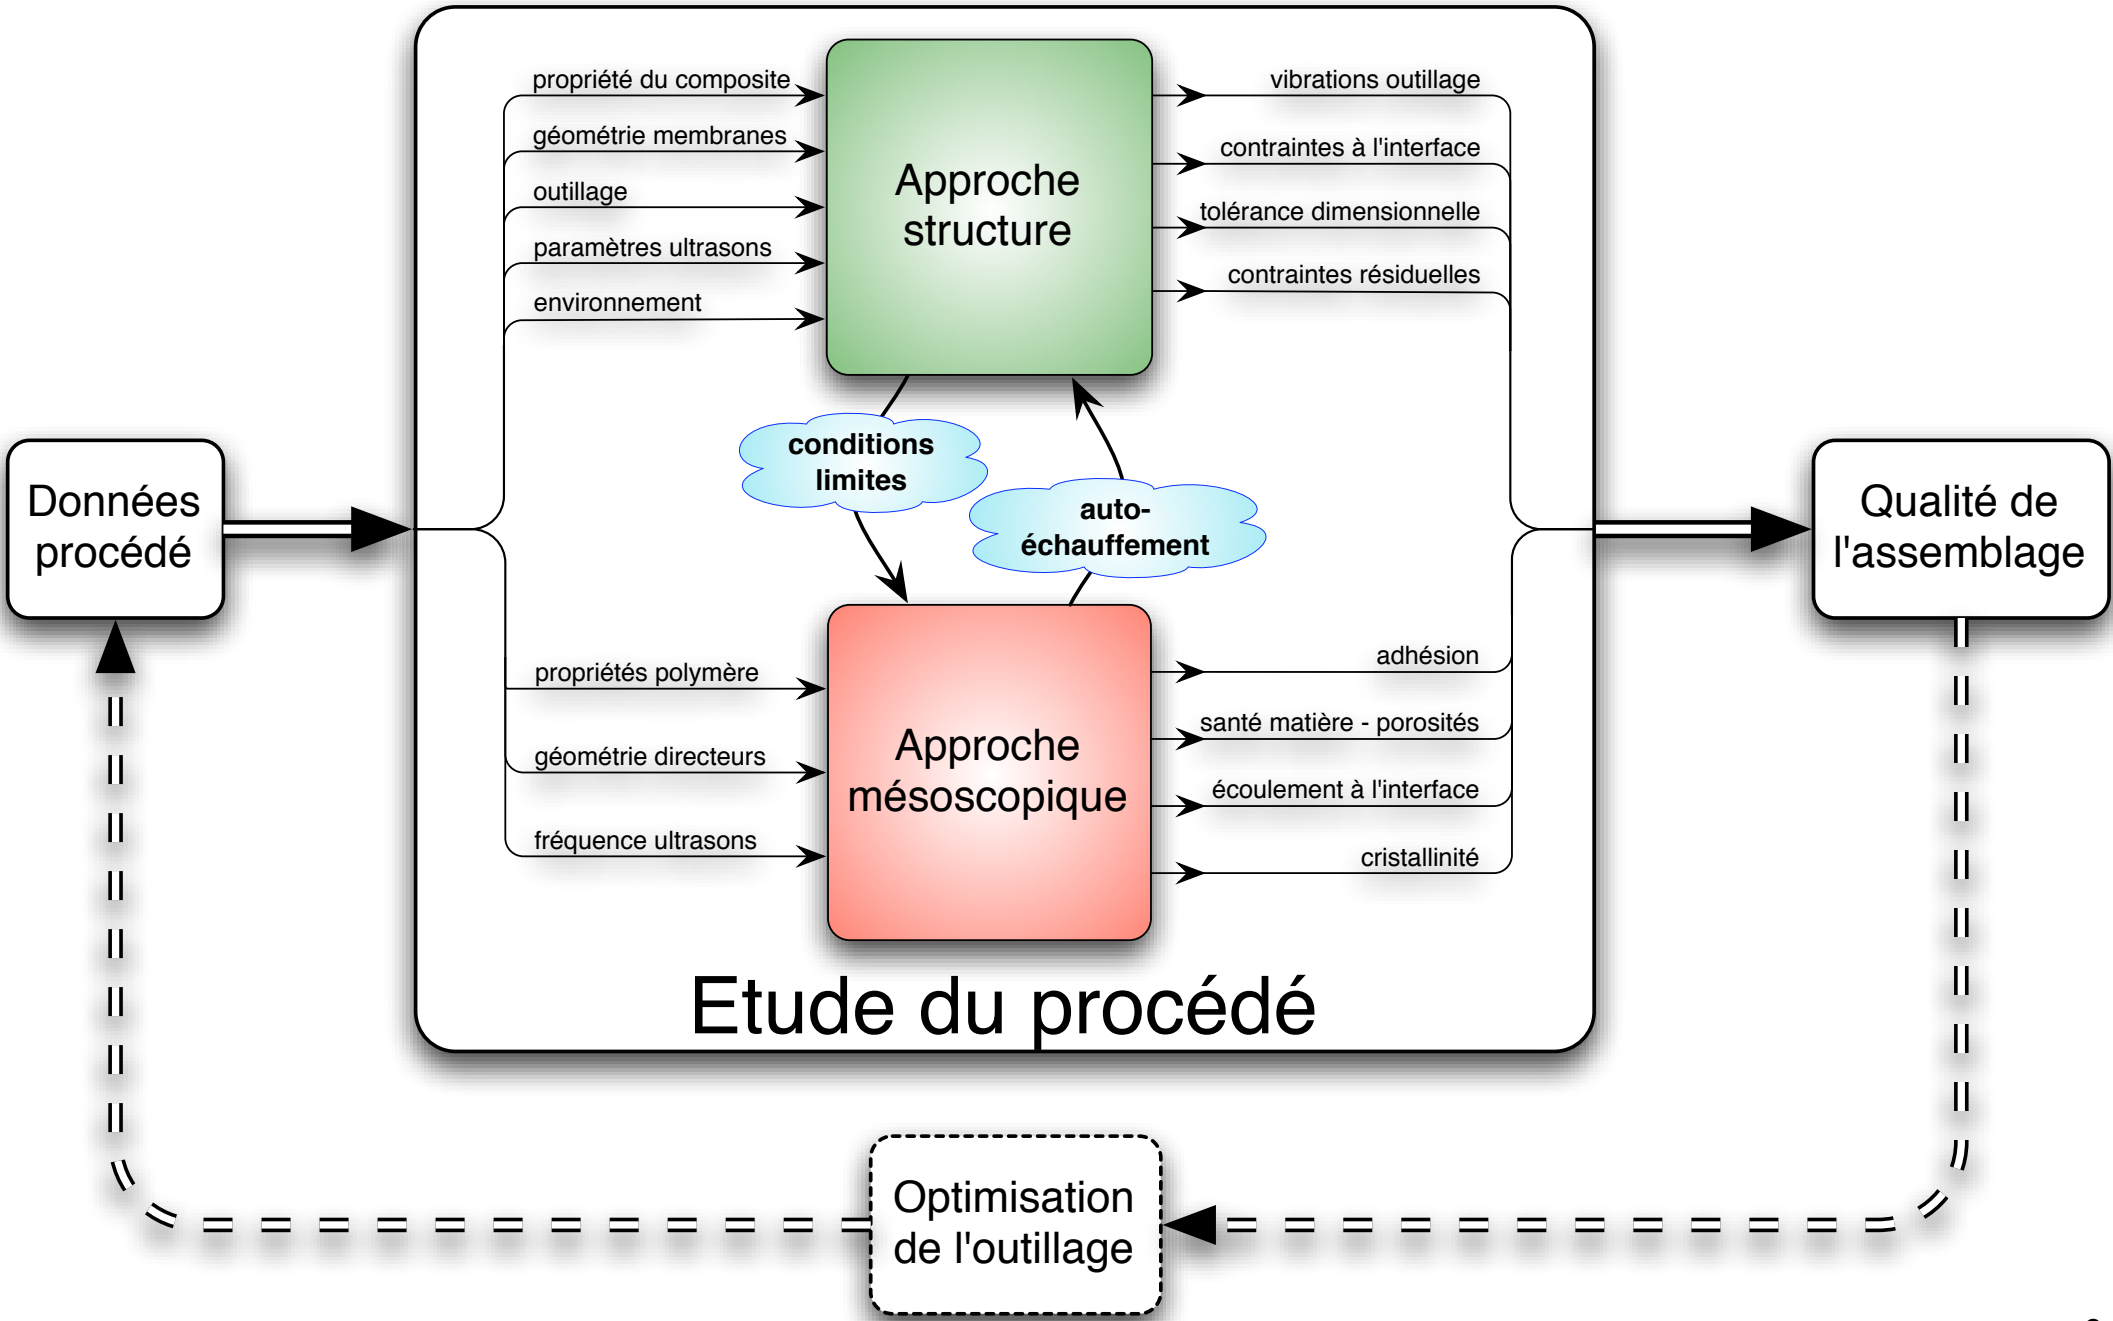 propriété du composite
géométrie membranes
outillage
paramètres ultrasons
environnement
Approche
structure
vibrations outillage
contraintes à l'interface
tolérance dimensionnelle
contraintes résiduelles
conditions
limites
auto-
échauffement
Données
procédé
Qualité de
l'assemblage
propriétés polymère
géométrie directeurs
fréquence ultrasons
Approche
mésoscopique
adhésion
santé matière - porosités
écoulement à l'interface
cristallinité
Etude du procédé
Optimisation
de l'outillage